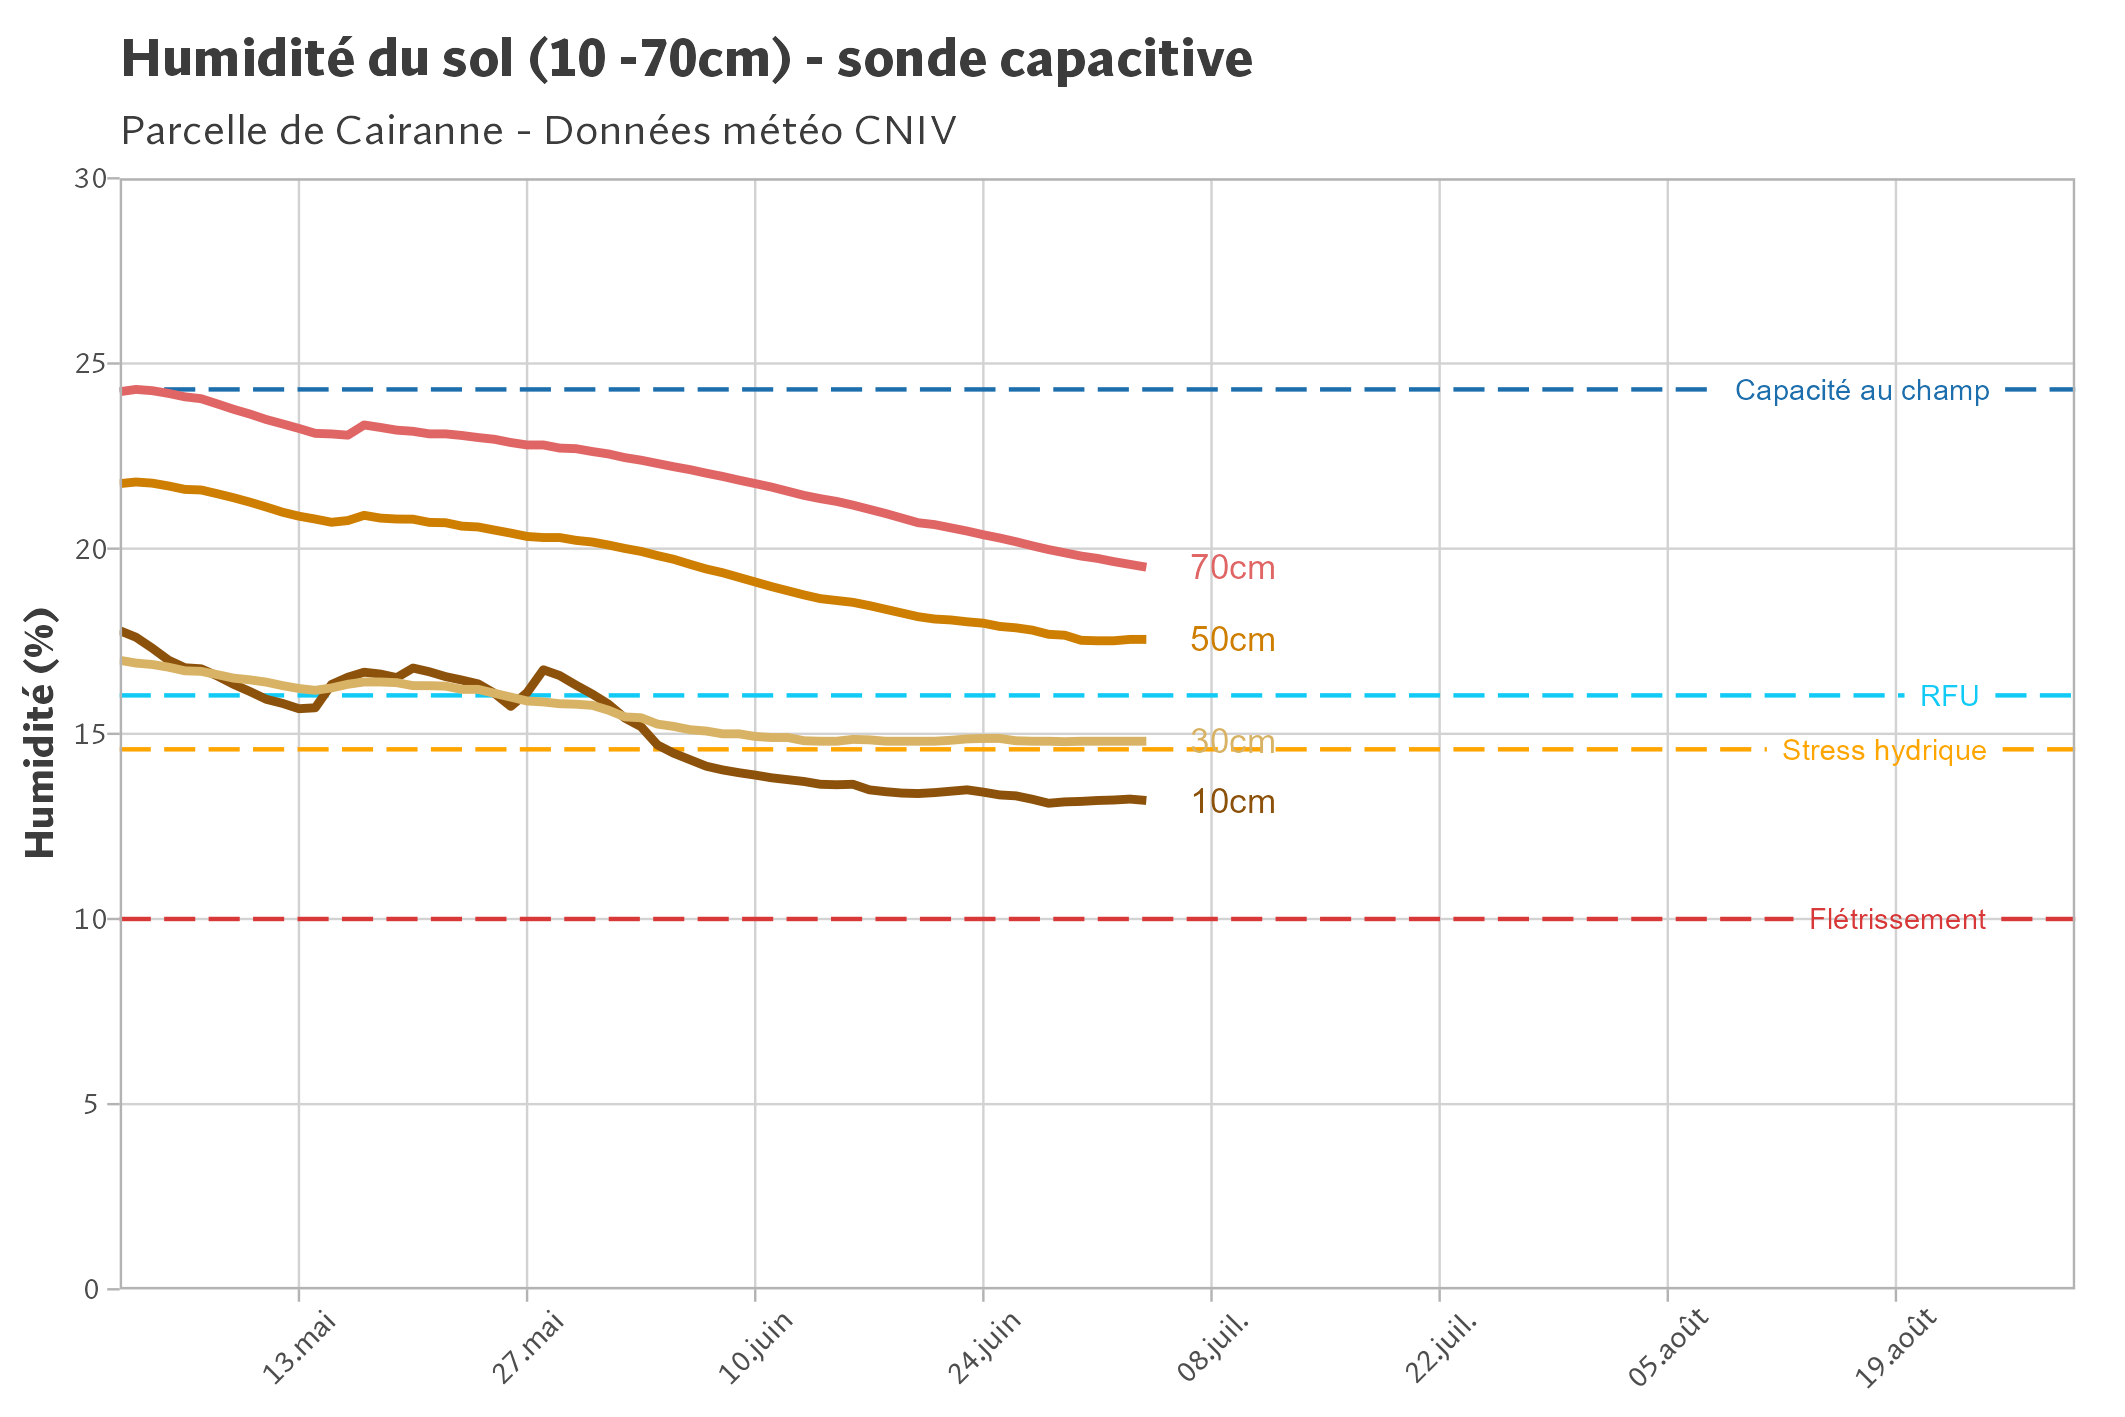 Humidité du sol (10 -70cm) - sonde capacitive
Parcelle de Cairanne - Données météo CNIV
Humidité (%)
30
25
20
15
10
5
0
Capacité au champ
70cm
50cm
RFU
30cm
Stress hydrique
10cm
Flétrissement
13.mai
27.mai
10.juin
24.juin
08.juil.
22.juil.
05.août
19.août